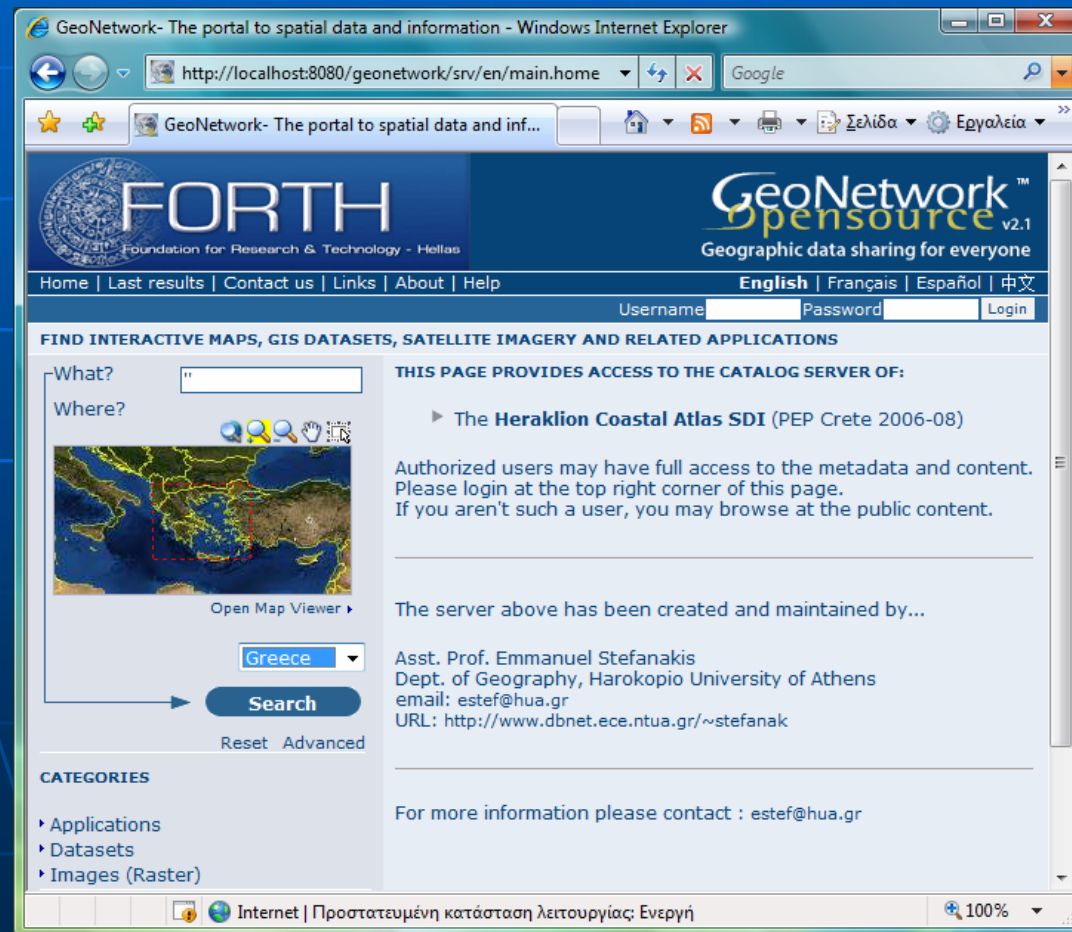 GeoNetwork- The portal to spatial data and information - Windows Internet Explorer
http://localhost:8080/geonetwork/srv/en/main.home
Google
GeoNetwork- The portal to spatial data and inf...
Σελίδα
Εργαλεία
FORTH
Foundation for Research & Technology - Hellas
GeoNetwork™
opensource v2.1
Geographic data sharing for everyone
Home | Last results | Contact us | Links | About | Help
English | Français | Español | 中文
Username
Password
Login
FIND INTERACTIVE MAPS, GIS DATASETS, SATELLITE IMAGERY AND RELATED APPLICATIONS
What?
''
Where?
Open Map Viewer
Greece
Search
Reset Advanced
CATEGORIES
Applications
Datasets
Images (Raster)
THIS PAGE PROVIDES ACCESS TO THE CATALOG SERVER OF:
The Heraklion Coastal Atlas SDI (PEP Crete 2006-08)
Authorized users may have full access to the metadata and content.
Please login at the top right corner of this page.
If you aren't such a user, you may browse at the public content.
The server above has been created and maintained by...
Asst. Prof. Emmanuel Stefanakis
Dept. of Geography, Harokopio University of Athens
email: estef@hua.gr
URL: http://www.dbnet.ece.ntua.gr/~stefanak
For more information please contact : estef@hua.gr
Internet | Προστατευμένη κατάσταση λειτουργίας: Ενεργή
100%